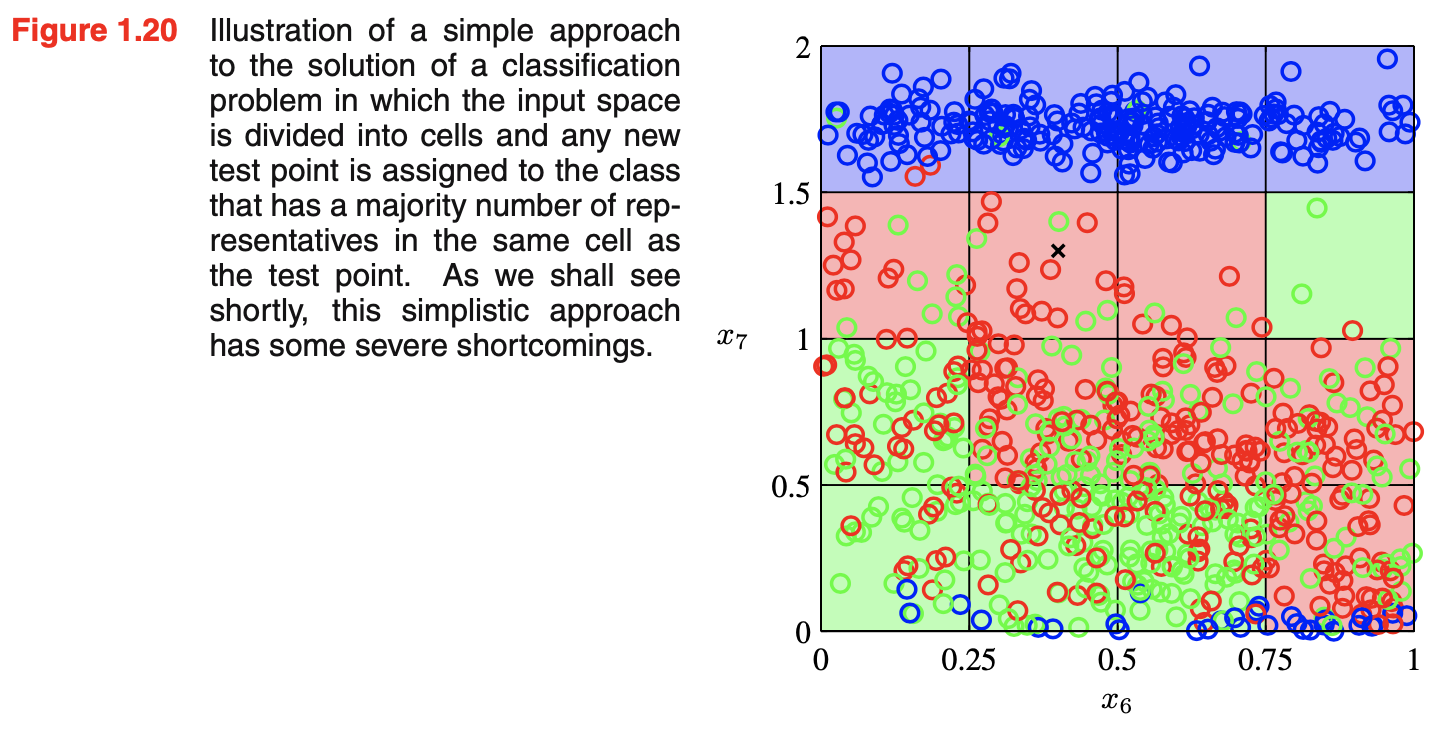 Figure 1.20 Illustration of a simple approach
to the solution of a classification
problem in which the input space
is divided into cells and any new
test point is assigned to the class
that has a majority number of rep-
resentatives in the same cell as
the test point. As we shall see
shortly, this simplistic approach
has some severe shortcomings.
2
1.5
x7
1
0.5
0
0 0.25 0.5 0.75 1
x6